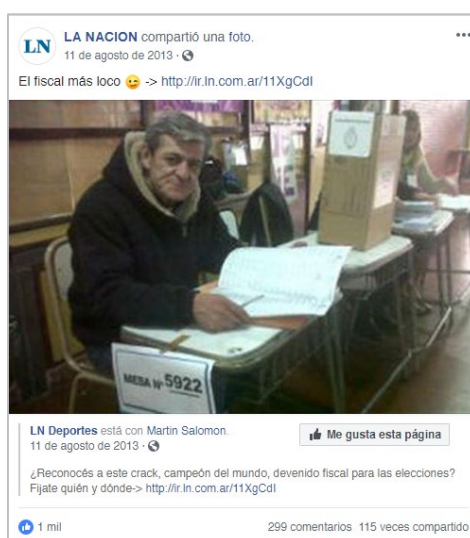 LN
LA NACION compartió una foto.
11 de agosto de 2013 ·
El fiscal más loco -> http://ir.ln.com.ar/11XgCdI
MESA Nº 5922
LN Deportes está con Martin Salomon.
11 de agosto de 2013 ·
Me gusta esta página
¿Reconocés a este crack, campeón del mundo, devenido fiscal para las elecciones?
Fijate quién y dónde-> http://ir.ln.com.ar/11XgCdI
1 mil
299 comentarios 115 veces compartido